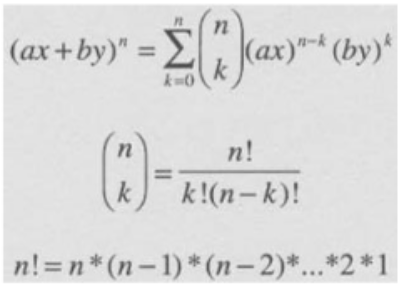 (ax+by)^n = \sum_{k=0}^{n} \binom{n}{k} (ax)^{n-k} (by)^k
\binom{n}{k} = \frac{n!}{k!(n-k)!}
n!=n*(n-1)*(n-2)*...*2*1